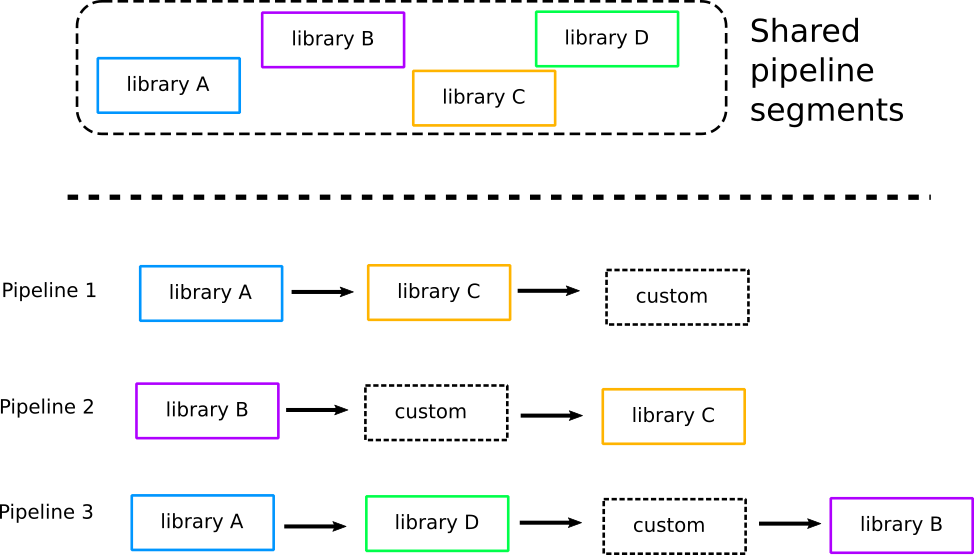 library A
library B
library C
library D
Shared
pipeline
segments
Pipeline 1
library A
library C
custom
Pipeline 2
library B
custom
library C
Pipeline 3
library A
library D
custom
library B